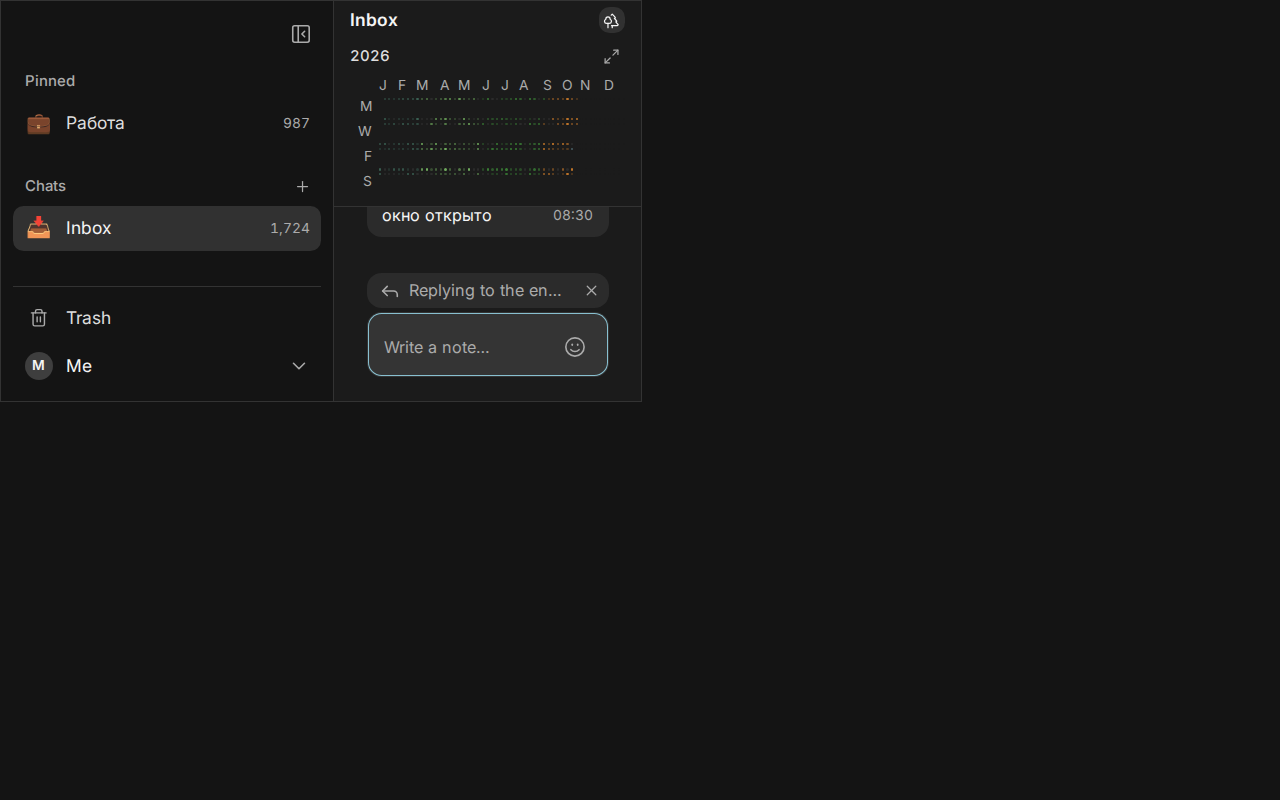 Pinned
Работа 987
Chats
Inbox 1,724
Trash
M Me
Inbox
2026
J F M A M J J A S O N D
M
W
F
S
окно открыто 08:30
Replying to the en...
Write a note...